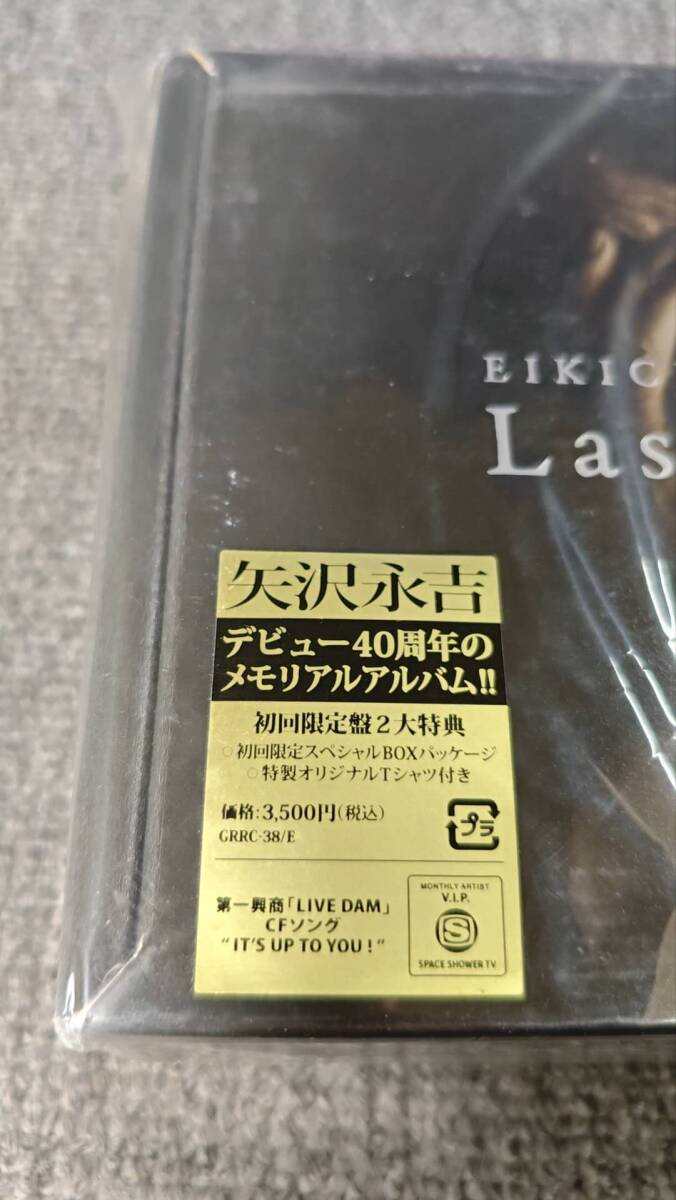 EIKIC
Las
矢沢永吉
デビュー40周年の
メモリアルアルバム!!
初回限定盤2大特典
○初回限定スペシャルBOXパッケージ
○特製オリジナルTシャツ付き
価格:3,500円(税込)
GRRC-38/E
プラ
第一興商「LIVE DAM」
CFソング
"IT'S UP TO YOU!"
MONTHLY ARTIST
V.I.P.
S
SPACE SHOWER TV